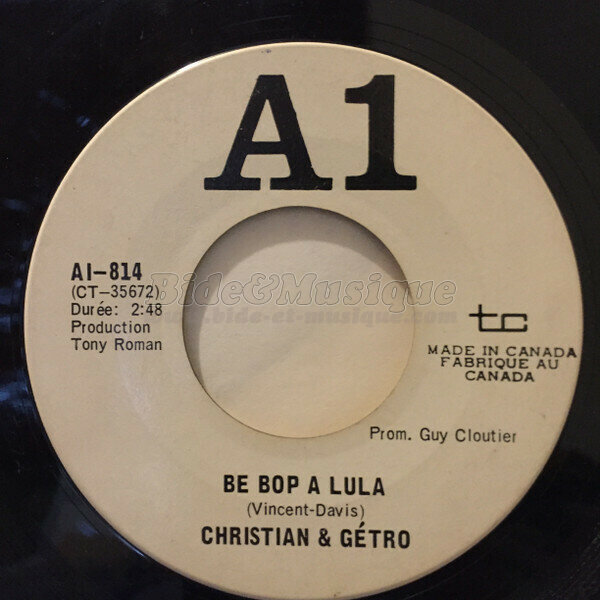 A1
AI-814
(CT-35672)
Durée: 2:48
Production
Tony Roman
Bide&Musique
www.bide-et-musique.com
tc
MADE IN CANADA
FABRIQUE AU
CANADA
Prom. Guy Cloutier
BE BOP A LULA
(Vincent-Davis)
CHRISTIAN & GÉTRO